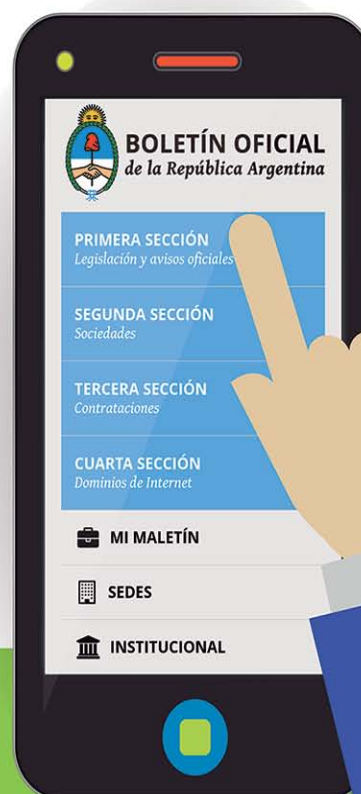 BOLETÍN OFICIAL
de la República Argentina
PRIMERA SECCIÓN
Legislación y avisos oficiales
SEGUNDA SECCIÓN
Sociedades
TERCERA SECCIÓN
Contrataciones
CUARTA SECCIÓN
Dominios de Internet
MI MALETÍN
SEDES
INSTITUCIONAL